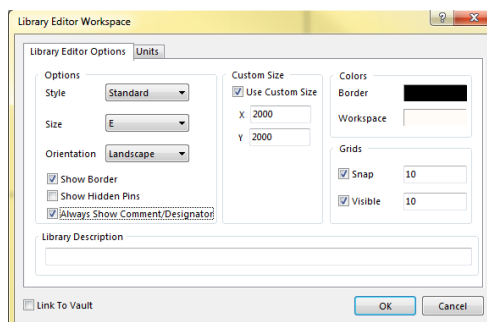 Library Editor Workspace
Library Editor Options
Units
Options
Style
Standard
Size
E
Orientation
Landscape
Show Border
Show Hidden Pins
Always Show Comment/Designator
Custom Size
Use Custom Size
X
2000
Y
2000
Colors
Border
Workspace
Grids
Snap
10
Visible
10
Library Description
Link To Vault
OK
Cancel